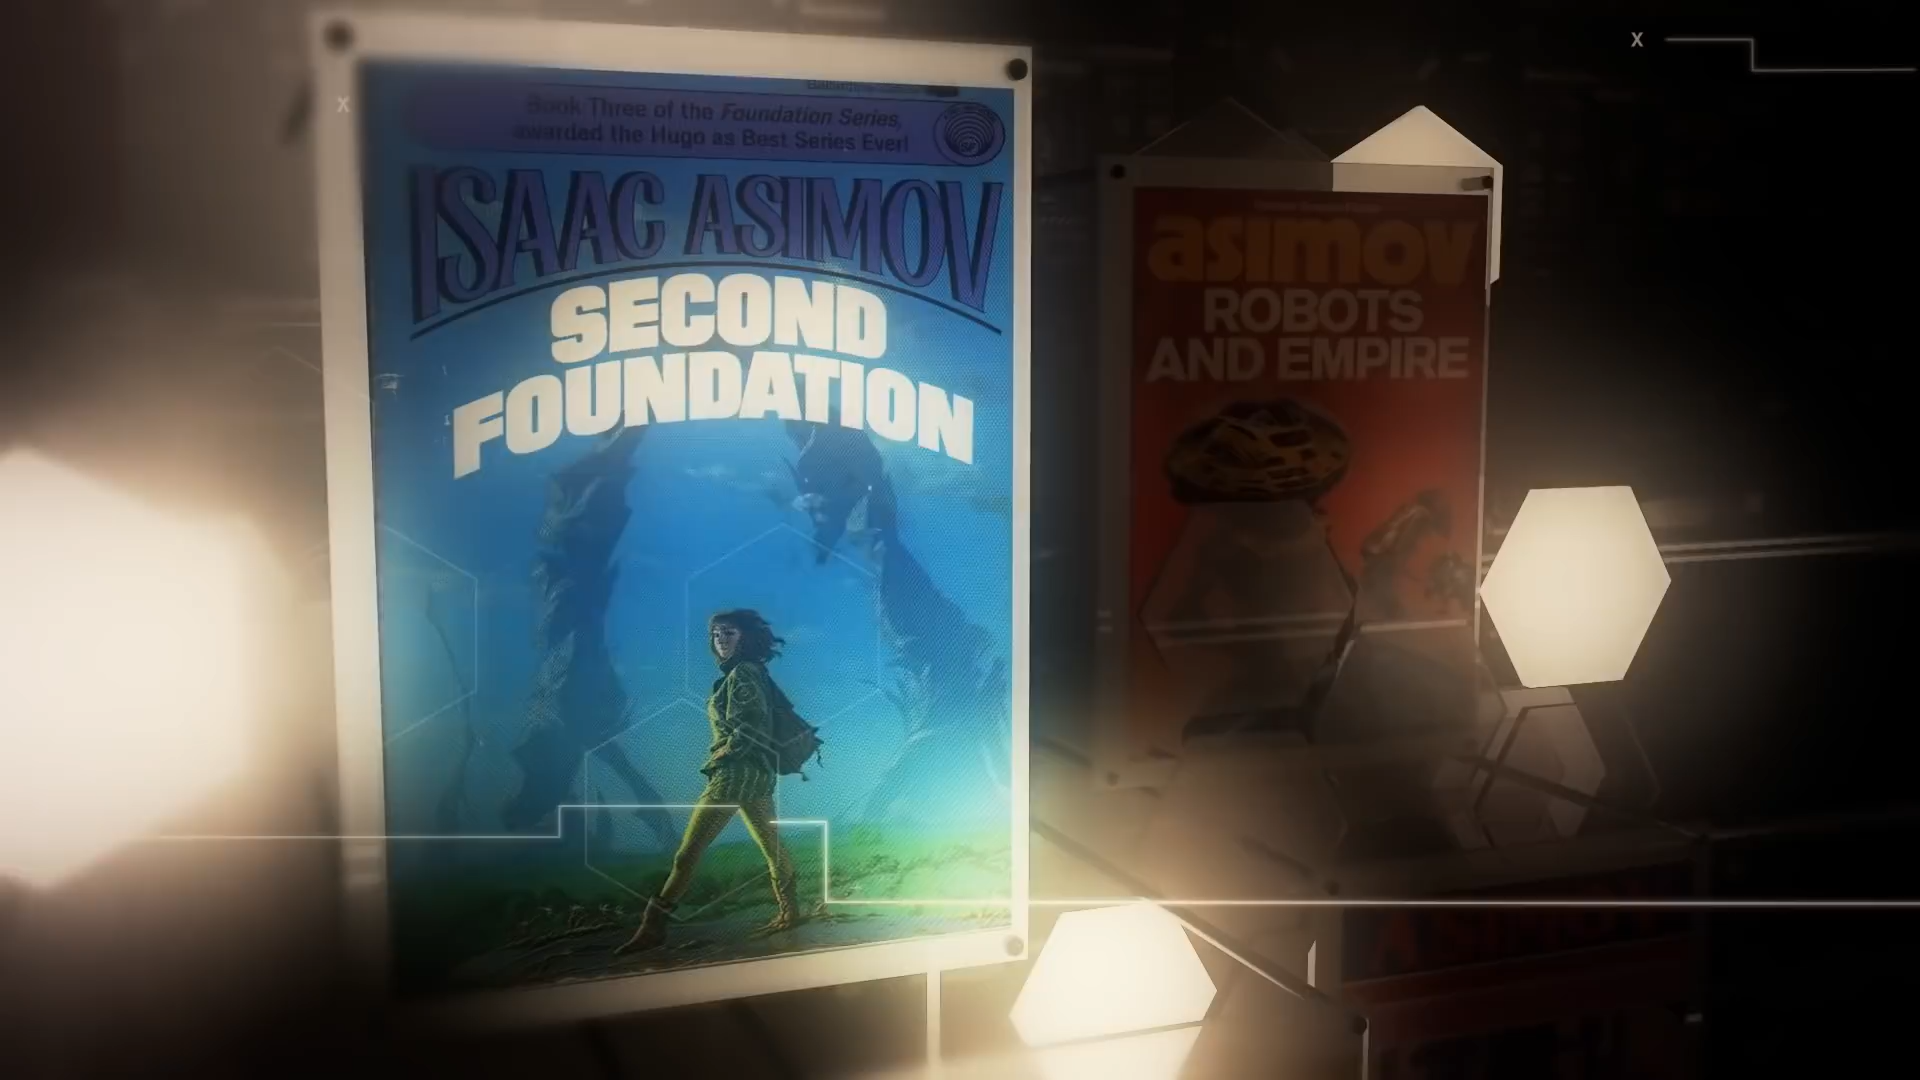 X
X
Book Three of the Foundation Series,
awarded the Hugo as Best Series Ever!
ISAAC ASIMOV
SECOND
FOUNDATION
asimov
ROBOTS
AND EMPIRE
ASIMOV